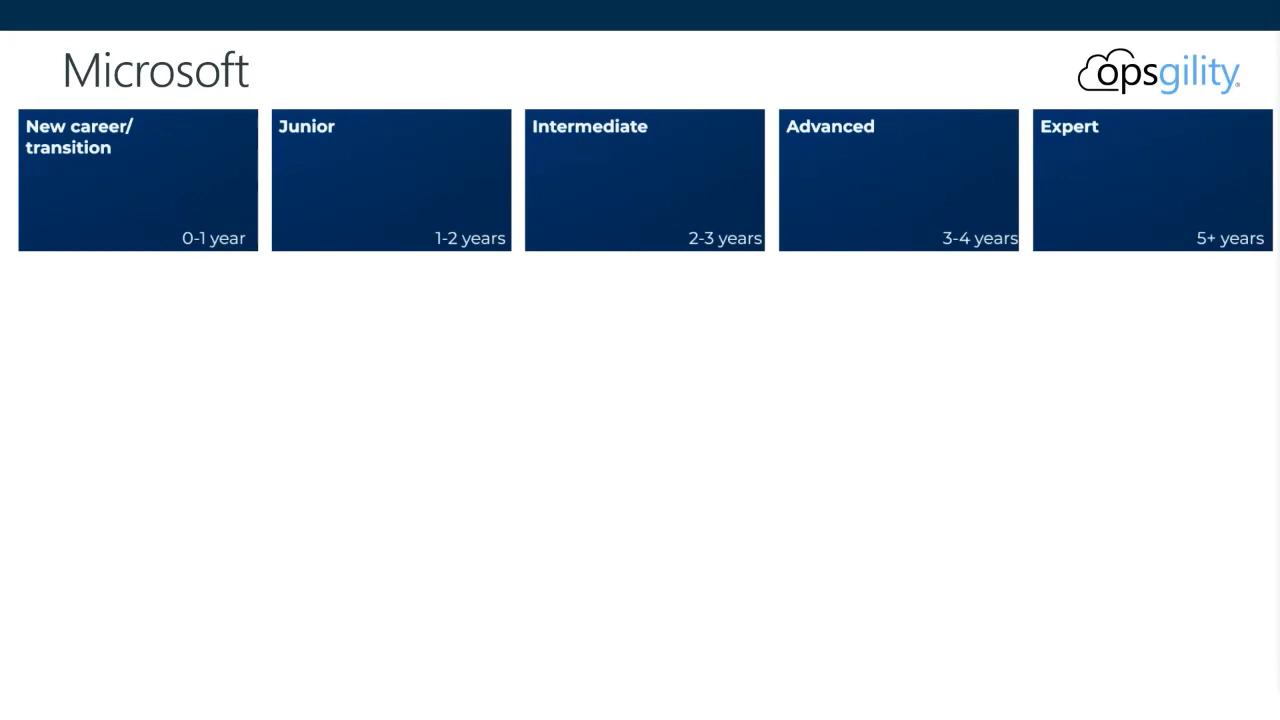 Microsoft
opsgility
New career/
transition
0-1 year
Junior
1-2 years
Intermediate
2-3 years
Advanced
3-4 years
Expert
5+ years